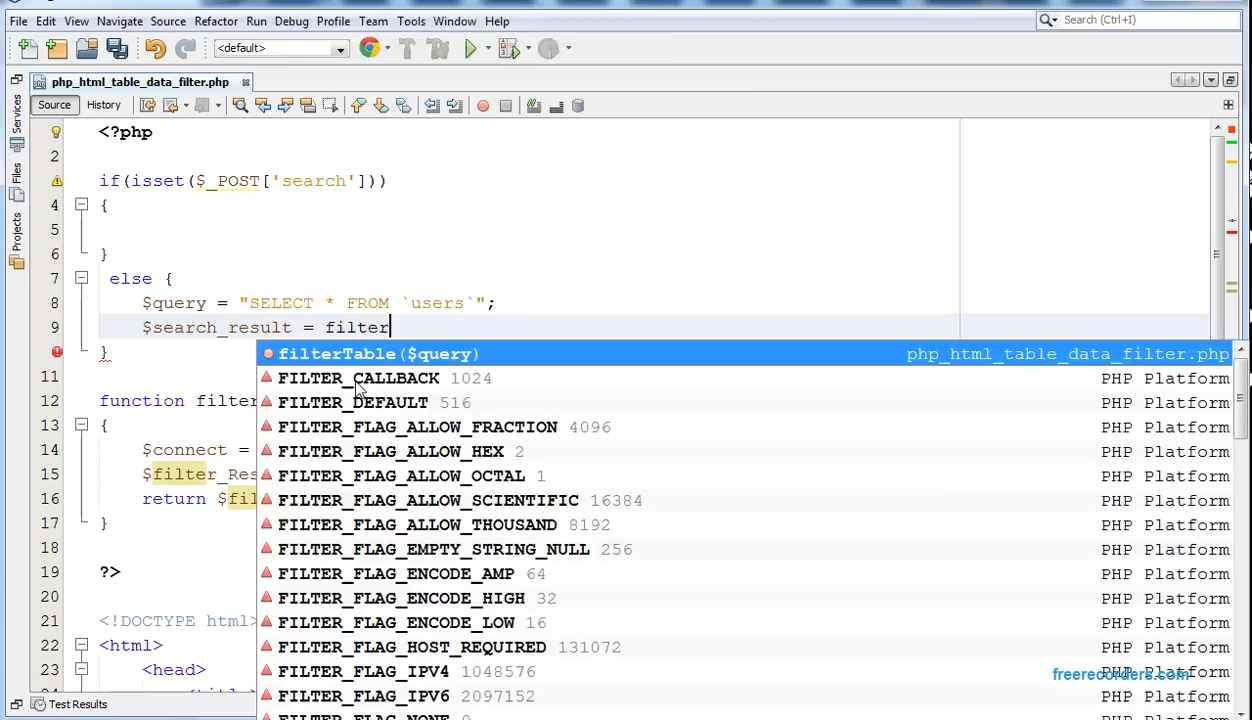 File Edit View Navigate Source Refactor Run Debug Profile Team Tools Window Help
Search (Ctrl+I)
<default>
php_html_table_data_filter.php
Source History
Services
Files
Projects
1 <?php
2
if(isset($_POST['search']))
4 {
5
6 }
7 else {
8 $query = "SELECT * FROM `users`";
9 $search_result = filter
}
filterTable($query) php_html_table_data_filter.php
FILTER_CALLBACK 1024 PHP Platform
FILTER_DEFAULT 516 PHP Platform
FILTER_FLAG_ALLOW_FRACTION 4096 PHP Platform
FILTER_FLAG_ALLOW_HEX 2 PHP Platform
FILTER_FLAG_ALLOW_OCTAL 1 PHP Platform
FILTER_FLAG_ALLOW_SCIENTIFIC 16384 PHP Platform
FILTER_FLAG_ALLOW_THOUSAND 8192 PHP Platform
FILTER_FLAG_EMPTY_STRING_NULL 256 PHP Platform
FILTER_FLAG_ENCODE_AMP 64 PHP Platform
FILTER_FLAG_ENCODE_HIGH 32 PHP Platform
FILTER_FLAG_ENCODE_LOW 16 PHP Platform
FILTER_FLAG_HOST_REQUIRED 131072 PHP Platform
FILTER_FLAG_IPV4 1048576 PHP Platform
FILTER_FLAG_IPV6 2097152 PHP Platform
11
12 function filter
13 {
14 $connect =
15 $filter_Res
16 return $fil
17 }
18
19 ?>
20
21 <!DOCTYPE html>
22 <html>
23 <head>
freerecorders.com
Test Results